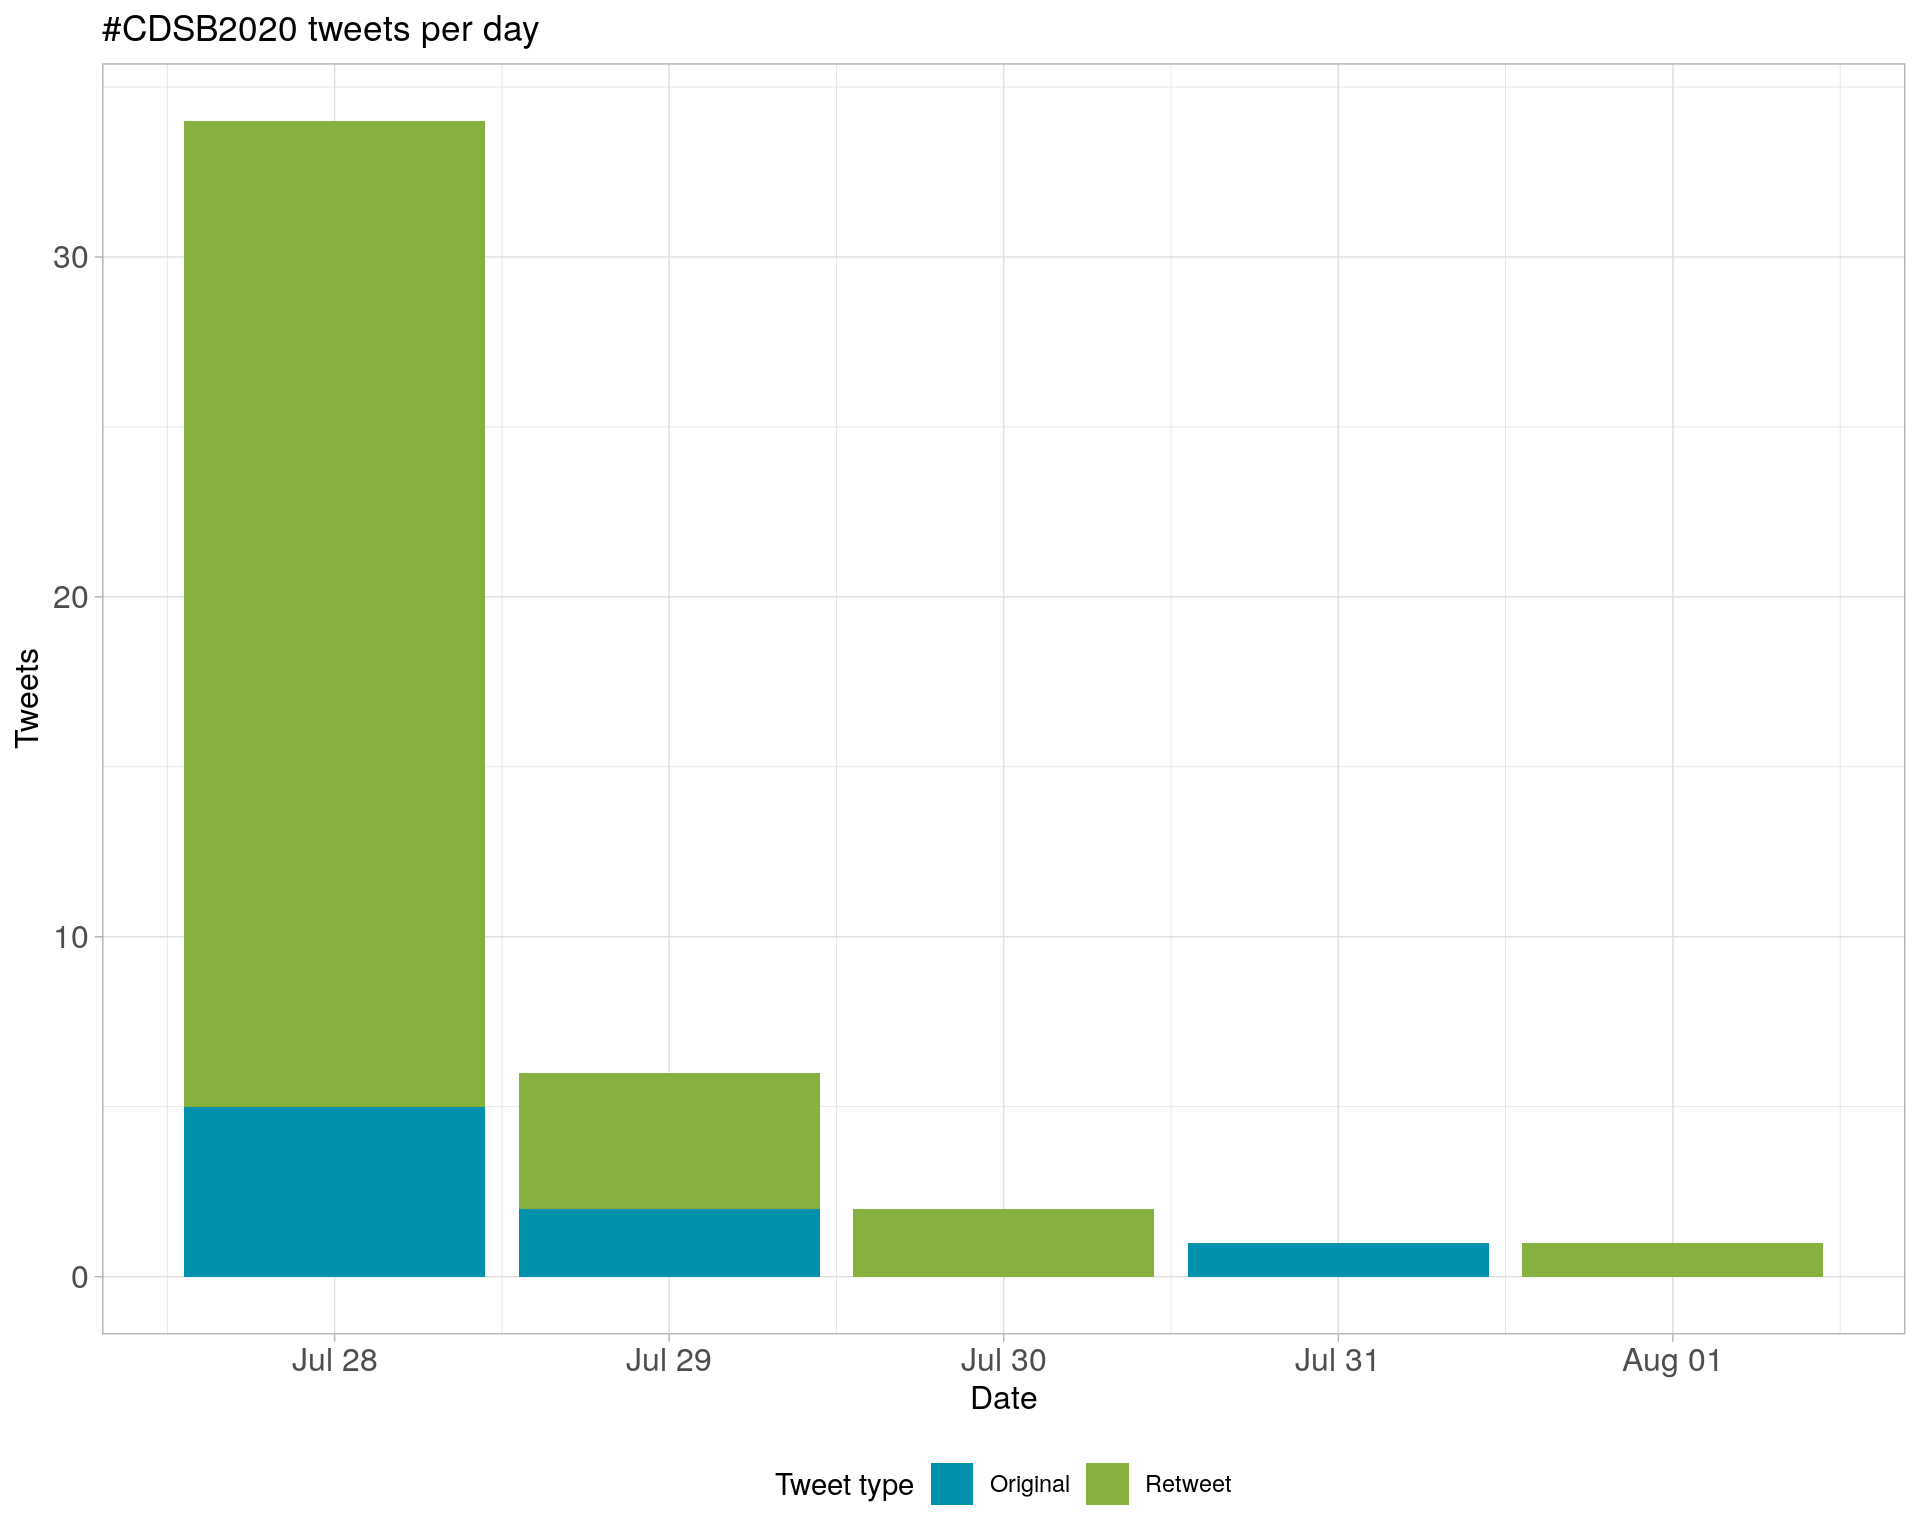 #CDSB2020 tweets per day
30
20
10
0
Tweets
Jul 28 Jul 29 Jul 30 Jul 31 Aug 01
Date
Tweet type Original Retweet